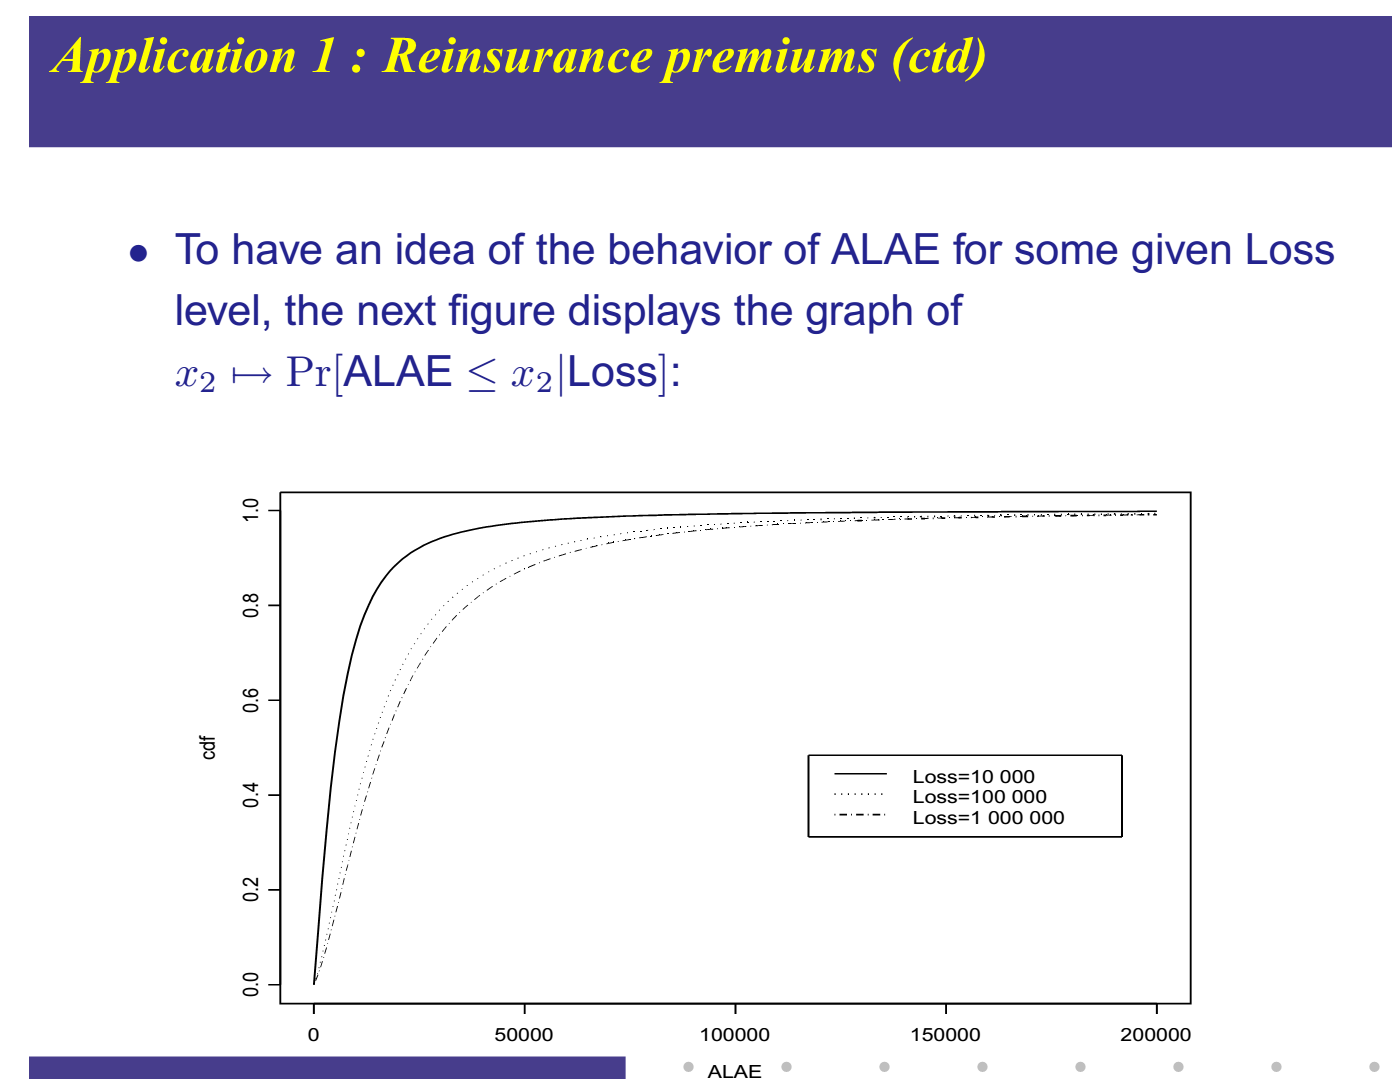 Application 1 : Reinsurance premiums (ctd)
• To have an idea of the behavior of ALAE for some given Loss
level, the next figure displays the graph of
x₂ ↦ Pr[ALAE ≤ x₂|Loss]:
1.0
0.8
0.6
0.4
0.2
0.0
cdf
Loss=10 000
Loss=100 000
Loss=1 000 000
0 50000 100000 150000 200000
ALAE